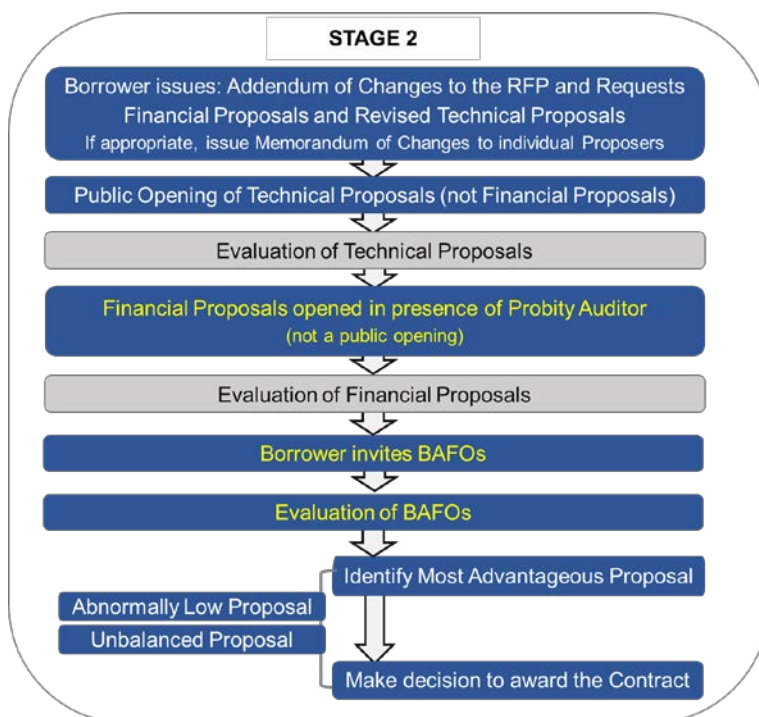 STAGE 2
Borrower issues: Addendum of Changes to the RFP and Requests
Financial Proposals and Revised Technical Proposals
If appropriate, issue Memorandum of Changes to individual Proposers
Public Opening of Technical Proposals (not Financial Proposals)
Evaluation of Technical Proposals
Financial Proposals opened in presence of Probity Auditor
(not a public opening)
Evaluation of Financial Proposals
Borrower invites BAFOs
Evaluation of BAFOs
Identify Most Advantageous Proposal
Abnormally Low Proposal
Unbalanced Proposal
Make decision to award the Contract